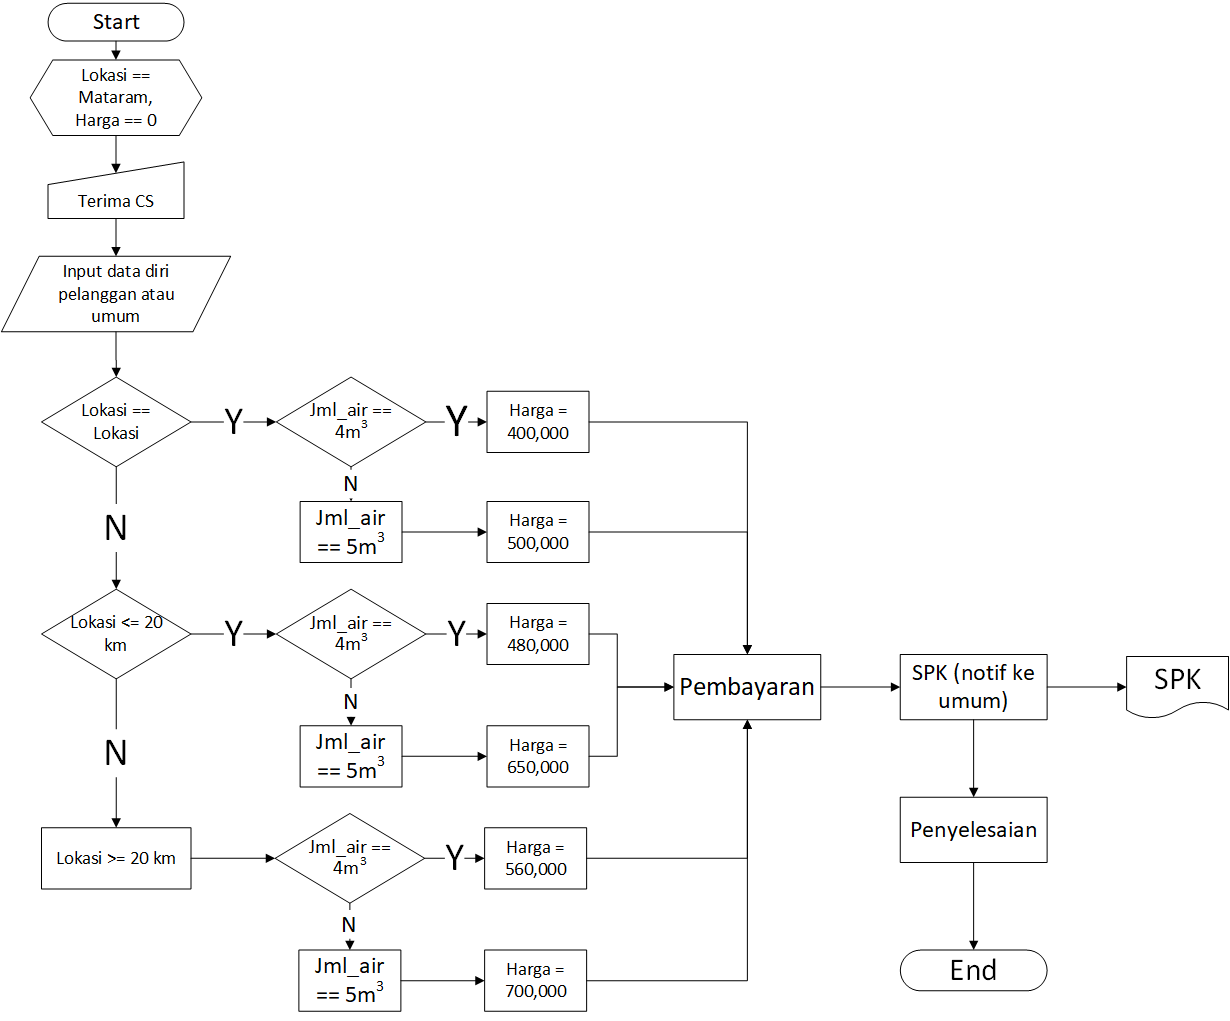 Start
Lokasi ==
Mataram,
Harga == 0
Terima CS
Input data diri
pelanggan atau
umum
Lokasi ==
Lokasi
Y
Jml_air ==
4m³
Y
Harga =
400,000
N
Jml_air
== 5m³
Harga =
500,000
N
Lokasi <= 20
km
Y
Jml_air ==
4m³
Y
Harga =
480,000
N
Jml_air
== 5m³
Harga =
650,000
N
Lokasi >= 20 km
Jml_air ==
4m³
Y
Harga =
560,000
N
Jml_air
== 5m³
Harga =
700,000
Pembayaran
SPK (notif ke
umum)
SPK
Penyelesaian
End